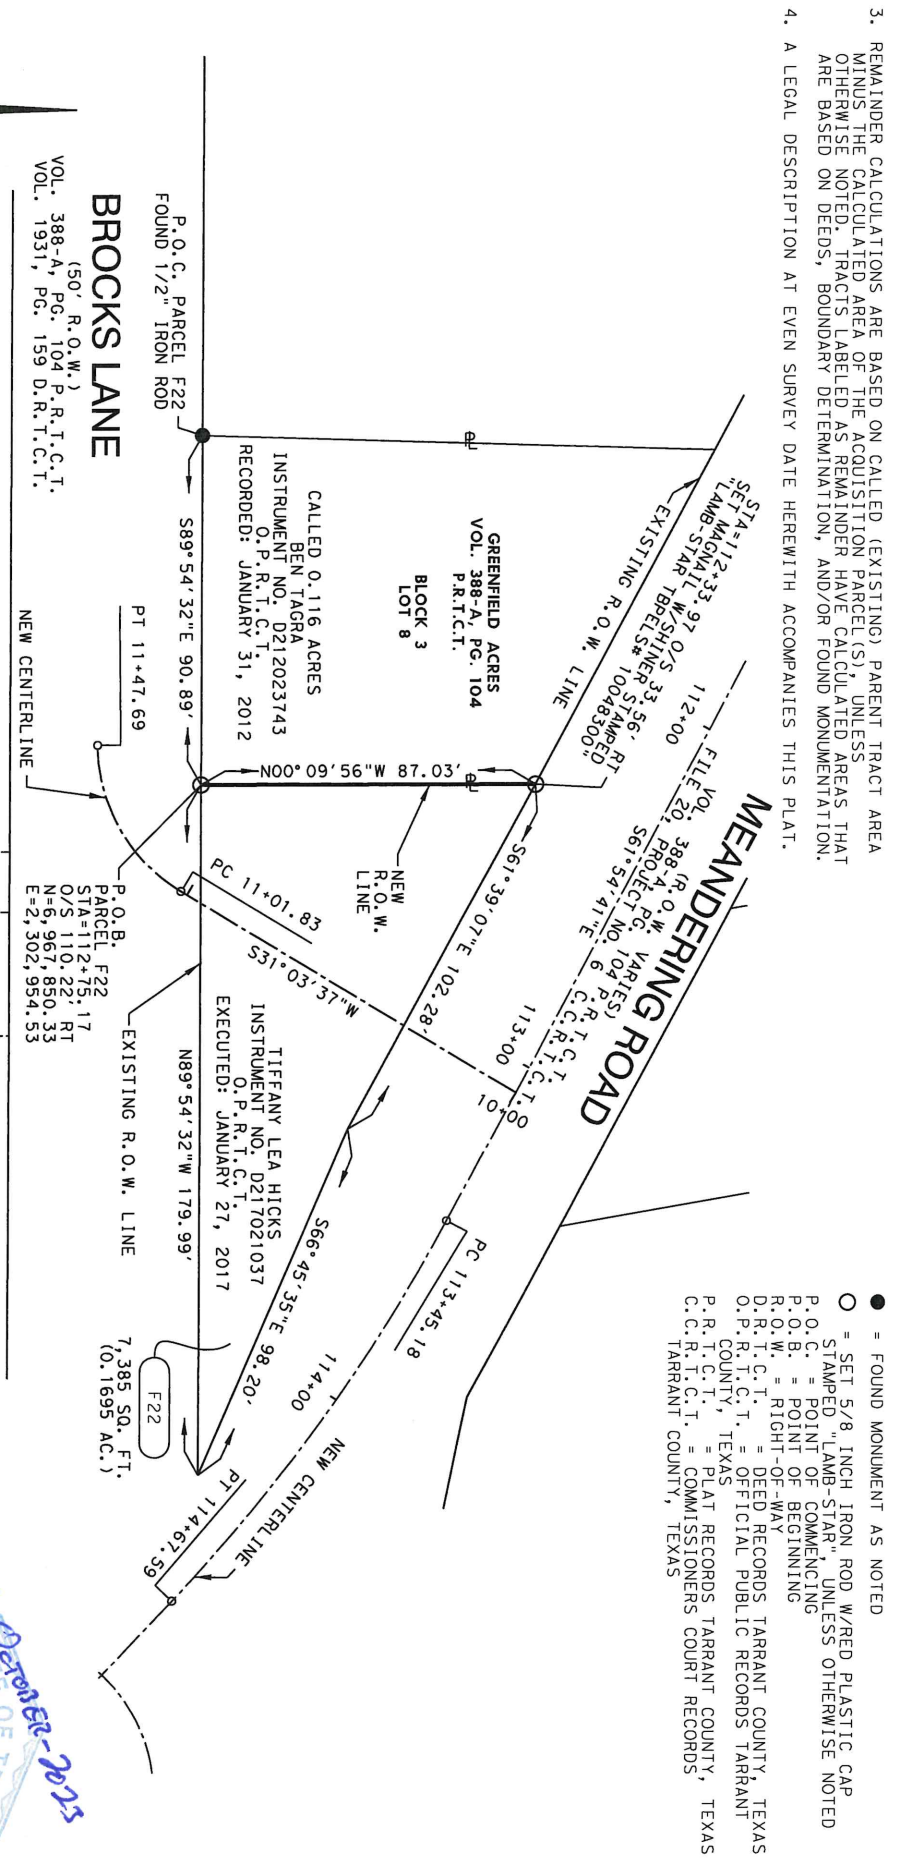 3. REMAINDER CALCULATIONS ARE BASED ON CALLED (EXISTING) PARENT TRACT AREA
MINUS THE CALCULATED AREA OF THE ACQUISITION PARCEL(S), UNLESS
OTHERWISE NOTED. TRACTS LABELED AS REMAINDER HAVE CALCULATED AREAS THAT
ARE BASED ON DEEDS, BOUNDARY DETERMINATION, AND/OR FOUND MONUMENTATION.
4. A LEGAL DESCRIPTION AT EVEN SURVEY DATE HEREWITH ACCOMPANIES THIS PLAT.
● = FOUND MONUMENT AS NOTED
○ = SET 5/8 INCH IRON ROD W/RED PLASTIC CAP
STAMPED "LAMB-STAR", UNLESS OTHERWISE NOTED
P.O.C. = POINT OF COMMENCING
P.O.B. = POINT OF BEGINNING
R.O.W. = RIGHT-OF-WAY
D.R.T.C.T. = DEED RECORDS TARRANT COUNTY, TEXAS
O.P.R.T.C.T. = OFFICIAL PUBLIC RECORDS TARRANT
COUNTY, TEXAS
P.R.T.C.T. = PLAT RECORDS TARRANT COUNTY, TEXAS
C.C.R.T.C.T. = COMMISSIONERS COURT RECORDS
TARRANT COUNTY, TEXAS
MEANDERING ROAD
(R.O.W. VARIES)
VOL. 388-A, PG. 104 P.R.T.C.T.
FILE 20, PROJECT NO. 6 C.C.R.T.C.T.
S61°54'41"E
112+00
113+00
10+00
PC 113+45.18
114+00
NEW CENTERLINE
PT 114+67.59
STA=112+33.97 O/S 33.56' RT
SET MAGNAIL W/SHINER STAMPED
"LAMB-STAR TBPELS# 10048300"
EXISTING R.O.W. LINE
S61°39'07"E 102.28'
S66°45'35"E 98.20'
GREENFIELD ACRES
VOL. 388-A, PG. 104
P.R.T.C.T.
BLOCK 3
LOT 8
NEW
R.O.W.
LINE
N00°09'56"W 87.03'
S31°03'37"W
PC 11+01.83
CALLED 0.116 ACRES
BEN TAGRA
INSTRUMENT NO. D212023743
O.P.R.T.C.T.
RECORDED: JANUARY 31, 2012
TIFFANY LEA HICKS
INSTRUMENT NO. D217021037
O.P.R.T.C.T.
EXECUTED: JANUARY 27, 2017
S89°54'32"E 90.89'
N89°54'32"W 179.99'
P.O.C. PARCEL F22
FOUND 1/2" IRON ROD
EXISTING R.O.W. LINE
F22
7,385 SQ. FT.
(0.1695 AC.)
PT 11+47.69
P.O.B.
PARCEL F22
STA=112+75.17
O/S 110.22' RT
N=6,967,850.33
E=2,302,954.53
BROCKS LANE
(50' R.O.W.)
VOL. 388-A, PG. 104 P.R.T.C.T.
VOL. 1931, PG. 159 D.R.T.C.T.
NEW CENTERLINE
OCTOBER-2023